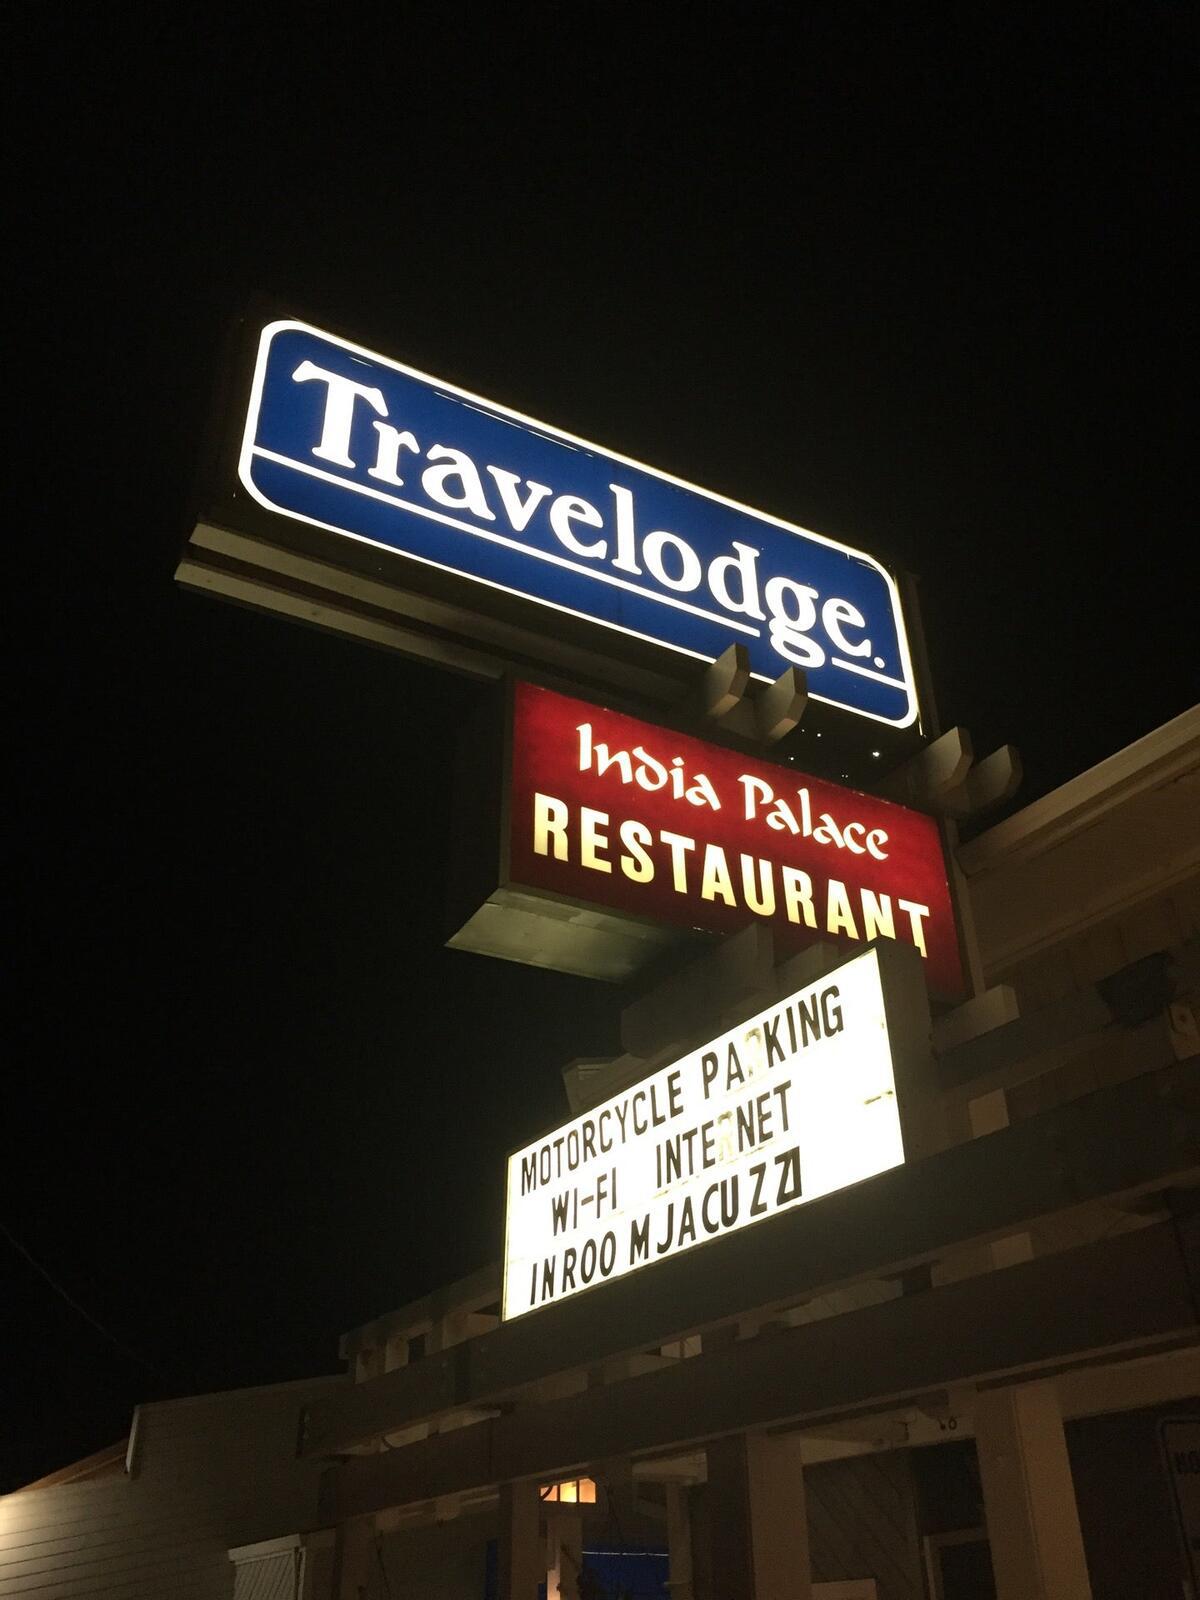 Travelodge.
India Palace
RESTAURANT
MOTORCYCLE PARKING
WI-FI INTERNET
INROO MJACUZZI